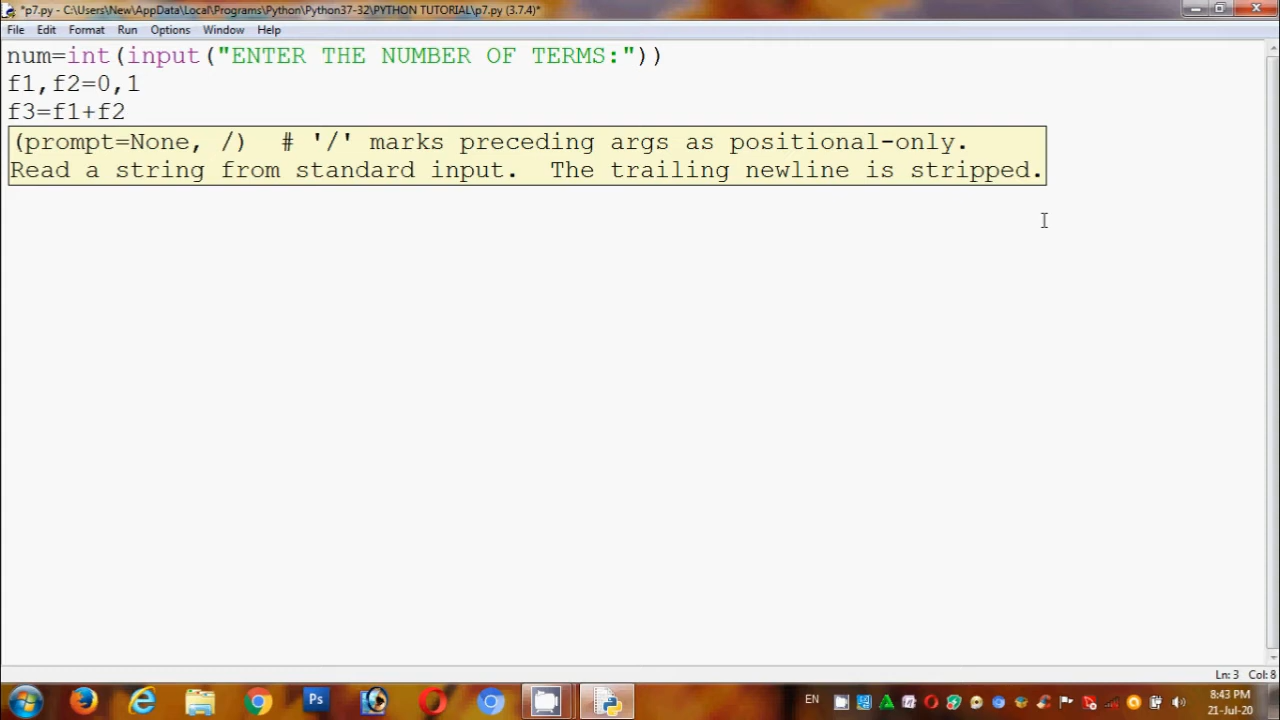 *p7.py - C:\Users\New\AppData\Local\Programs\Python\Python37-32\PYTHON TUTORIAL\p7.py (3.7.4)*
File Edit Format Run Options Window Help
num=int(input("ENTER THE NUMBER OF TERMS:"))
f1,f2=0,1
f3=f1+f2
(prompt=None, /)  # '/' marks preceding args as positional-only.
Read a string from standard input.  The trailing newline is stripped.
Ln: 3 Col: 8
Ps
EN
8:43 PM
21-Jul-20